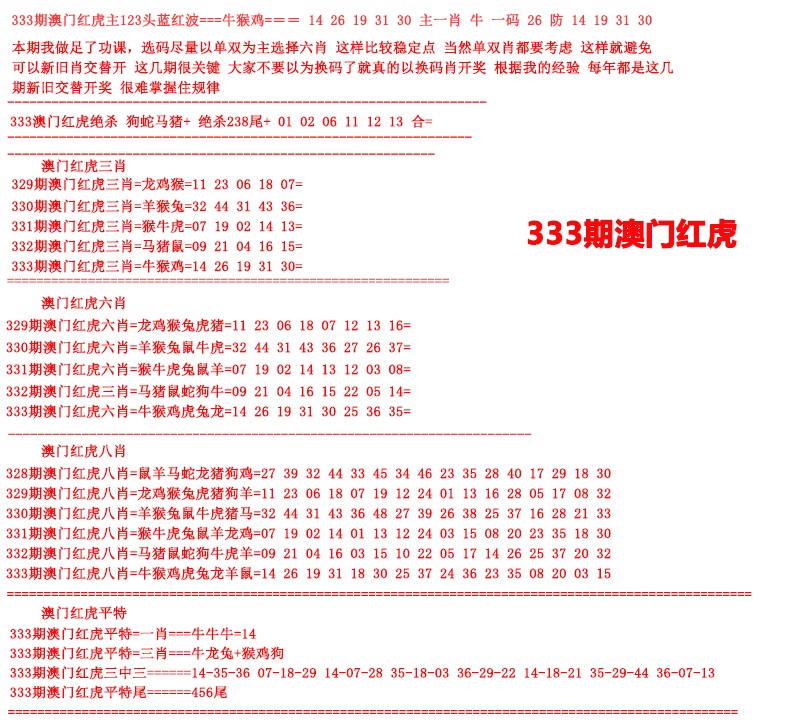 333期澳门红虎主123头蓝红波===牛猴鸡==== 14 26 19 31 30 主一肖 牛 一码 26 防 14 19 31 30
本期我做足了功课，选码尽量以单双为主选择六肖 这样比较稳定点 当然单双肖都要考虑 这样就避免
可以新旧肖交替开 这几期很关键 大家不要以为换码了就真的以换码肖开奖 根据我的经验 每年都是这几
期新旧交替开奖 很难掌握住规律
333澳门红虎绝杀 狗蛇马猪+ 绝杀238尾+ 01 02 06 11 12 13 合=
澳门红虎三肖
329期澳门红虎三肖=龙鸡猴=11 23 06 18 07=
330期澳门红虎三肖=羊猴兔=32 44 31 43 36=
331期澳门红虎三肖=猴牛虎=07 19 02 14 13=
332期澳门红虎三肖=马猪鼠=09 21 04 16 15=
333期澳门红虎三肖=牛猴鸡=14 26 19 31 30=
333期澳门红虎
澳门红虎六肖
329期澳门红虎六肖=龙鸡猴兔虎猪=11 23 06 18 07 12 13 16=
330期澳门红虎六肖=羊猴兔鼠牛虎=32 44 31 43 36 27 26 37=
331期澳门红虎六肖=猴牛虎兔鼠羊=07 19 02 14 13 12 03 08=
332期澳门红虎三肖=马猪鼠蛇狗牛=09 21 04 16 15 22 05 14=
333期澳门红虎六肖=牛猴鸡虎兔龙=14 26 19 31 30 25 36 35=
澳门红虎八肖
328期澳门红虎八肖=鼠羊马蛇龙猪狗鸡=27 39 32 44 33 45 34 46 23 35 28 40 17 29 18 30
329期澳门红虎八肖=龙鸡猴兔虎猪狗羊=11 23 06 18 07 19 12 24 01 13 16 28 05 17 08 32
330期澳门红虎八肖=羊猴兔鼠牛虎猪马=32 44 31 43 36 48 27 39 26 38 25 37 16 28 21 33
331期澳门红虎八肖=猴牛虎兔鼠羊龙鸡=07 19 02 14 01 13 12 24 03 15 08 20 23 35 18 30
332期澳门红虎八肖=马猪鼠蛇狗牛虎羊=09 21 04 16 03 15 10 22 05 17 14 26 25 37 20 32
333期澳门红虎八肖=牛猴鸡虎兔龙羊鼠=14 26 19 31 18 30 25 37 24 36 23 35 08 20 03 15
澳门红虎平特
333期澳门红虎平特=一肖===牛牛牛=14
333期澳门红虎平特=三肖===牛龙兔+猴鸡狗
333期澳门红虎三中三======14-35-36 07-18-29 14-07-28 35-18-03 36-29-22 14-18-21 35-29-44 36-07-13
333期澳门红虎平特尾======456尾